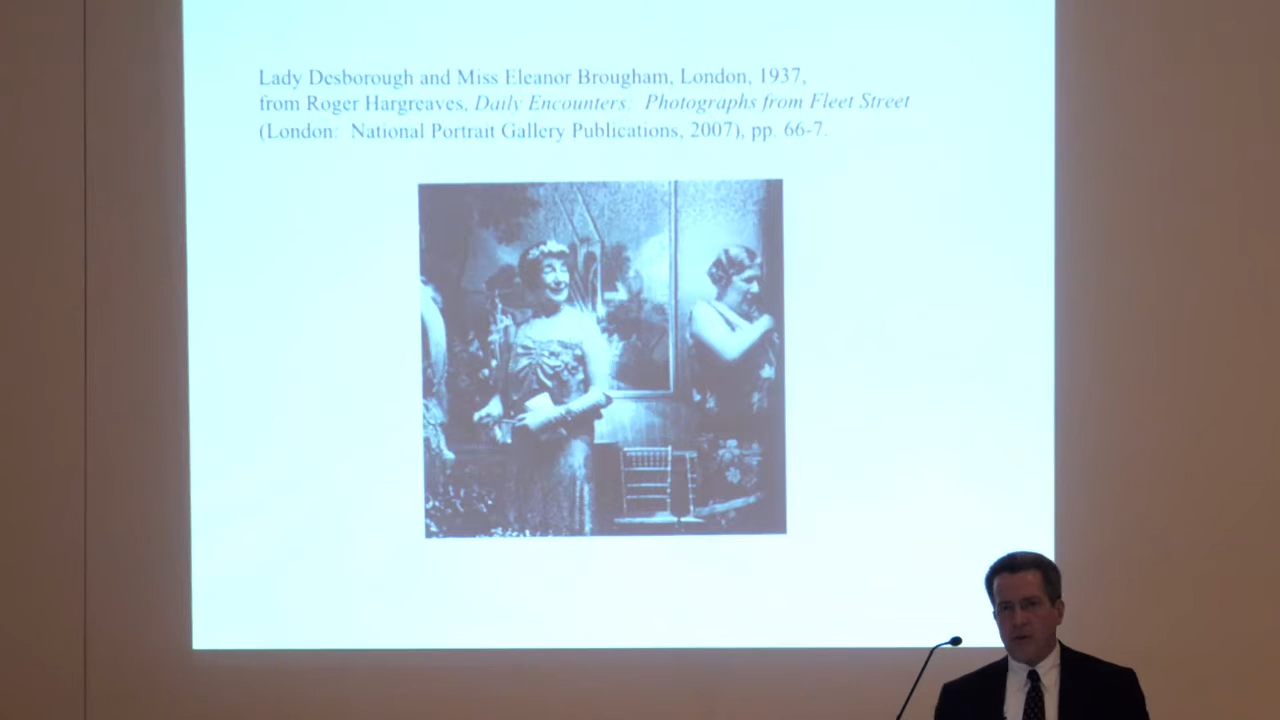 Lady Desborough and Miss Eleanor Brougham, London, 1937,
from Roger Hargreaves, Daily Encounters: Photographs from Fleet Street
(London: National Portrait Gallery Publications, 2007), pp. 66-7.